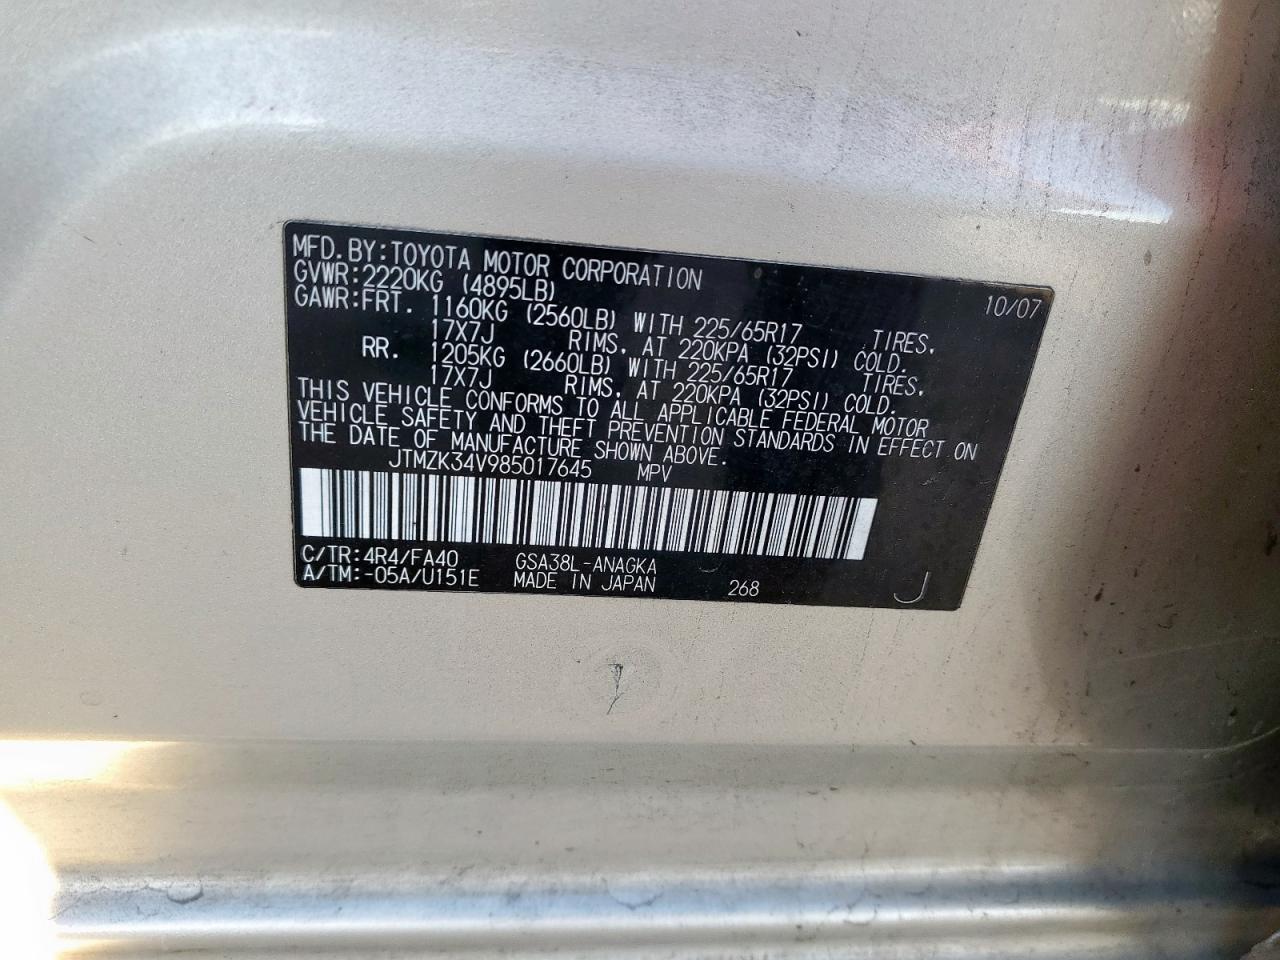 MFD. BY: TOYOTA MOTOR CORPORATION 10/07
GVWR: 2220KG (4895LB)
GAWR: FRT. 1160KG (2560LB) WITH 225/65R17 TIRES,
17X7J RIMS, AT 220KPA (32PSI) COLD.
RR. 1205KG (2660LB) WITH 225/65R17 TIRES,
17X7J RIMS, AT 220KPA (32PSI) COLD.
THIS VEHICLE CONFORMS TO ALL APPLICABLE FEDERAL MOTOR
VEHICLE SAFETY AND THEFT PREVENTION STANDARDS IN EFFECT ON
THE DATE OF MANUFACTURE SHOWN ABOVE.
JTMZK34V985017645 MPV
C/TR: 4R4/FA40 GSA38L-ANAGKA
A/TM: -05A/U151E MADE IN JAPAN 268 J